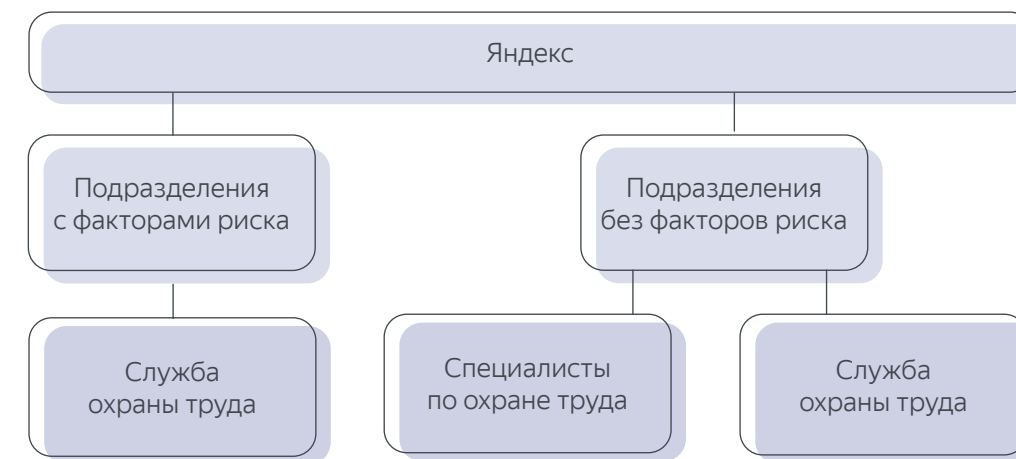 Яндекс
Подразделения
с факторами риска
Подразделения
без факторов риска
Служба
охраны труда
Специалисты
по охране труда
Служба
охраны труда